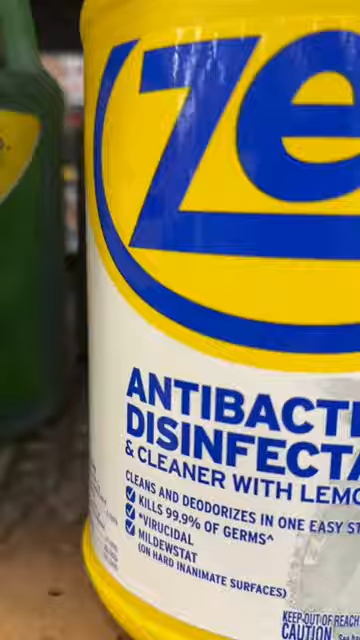 Ze
ANTIBACT
DISINFECTA
& CLEANER WITH LEMO
CLEANS AND DEODORIZES IN ONE EASY ST
KILLS 99.9% OF GERMS^
*VIRUCIDAL
MILDEWSTAT
(ON HARD INANIMATE SURFACES)
KEEP OUT OF REACH
CAUTION